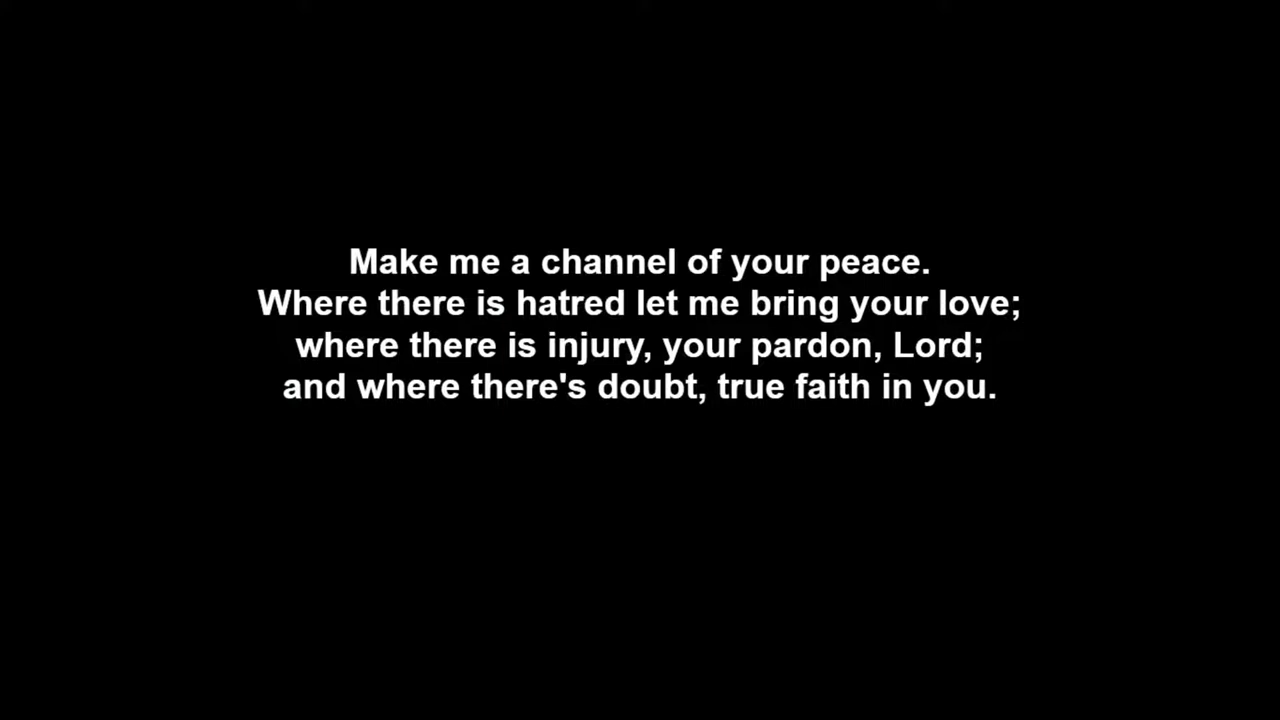 Make me a channel of your peace.
Where there is hatred let me bring your love;
where there is injury, your pardon, Lord;
and where there's doubt, true faith in you.